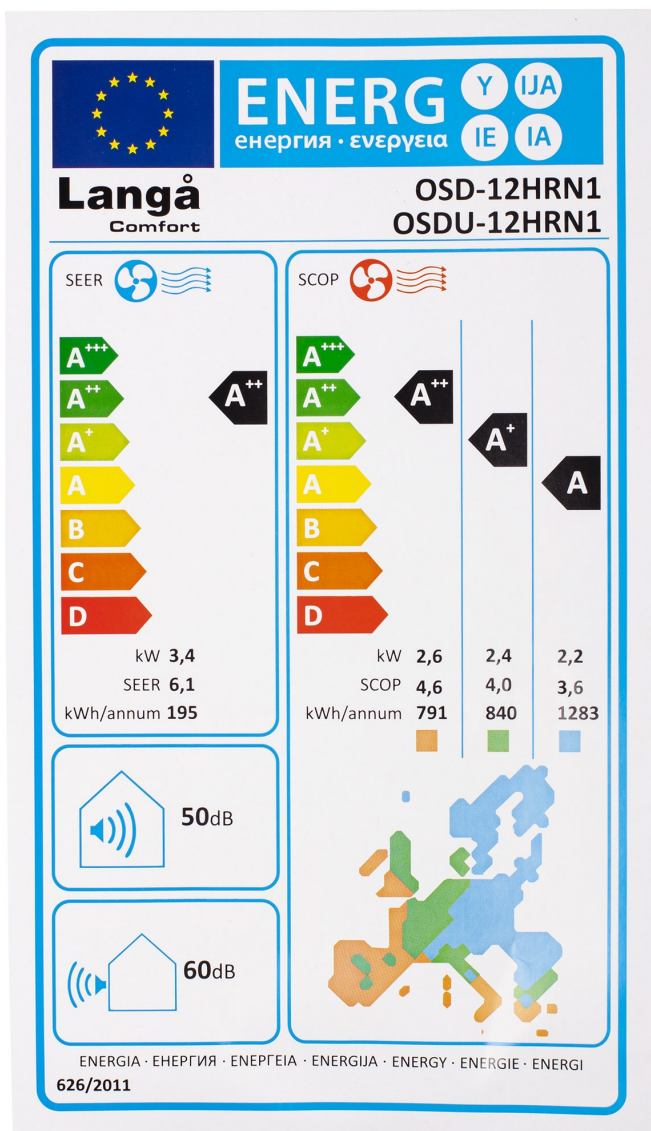 ENERG Y IJA
енергия · ενεργεια IE IA
Langå
Comfort
OSD-12HRN1
OSDU-12HRN1
SEER
A+++
A++
A+
A
B
C
D
A++
kW 3,4
SEER 6,1
kWh/annum 195
SCOP
A+++
A++
A+
A
B
C
D
A++
A+
A
kW 2,6 2,4 2,2
SCOP 4,6 4,0 3,6
kWh/annum 791 840 1283
50dB
60dB
ENERGIA · ЕНЕРГИЯ · ΕΝΕΡΓΕΙΑ · ENERGIJA · ENERGY · ENERGIE · ENERGI
626/2011